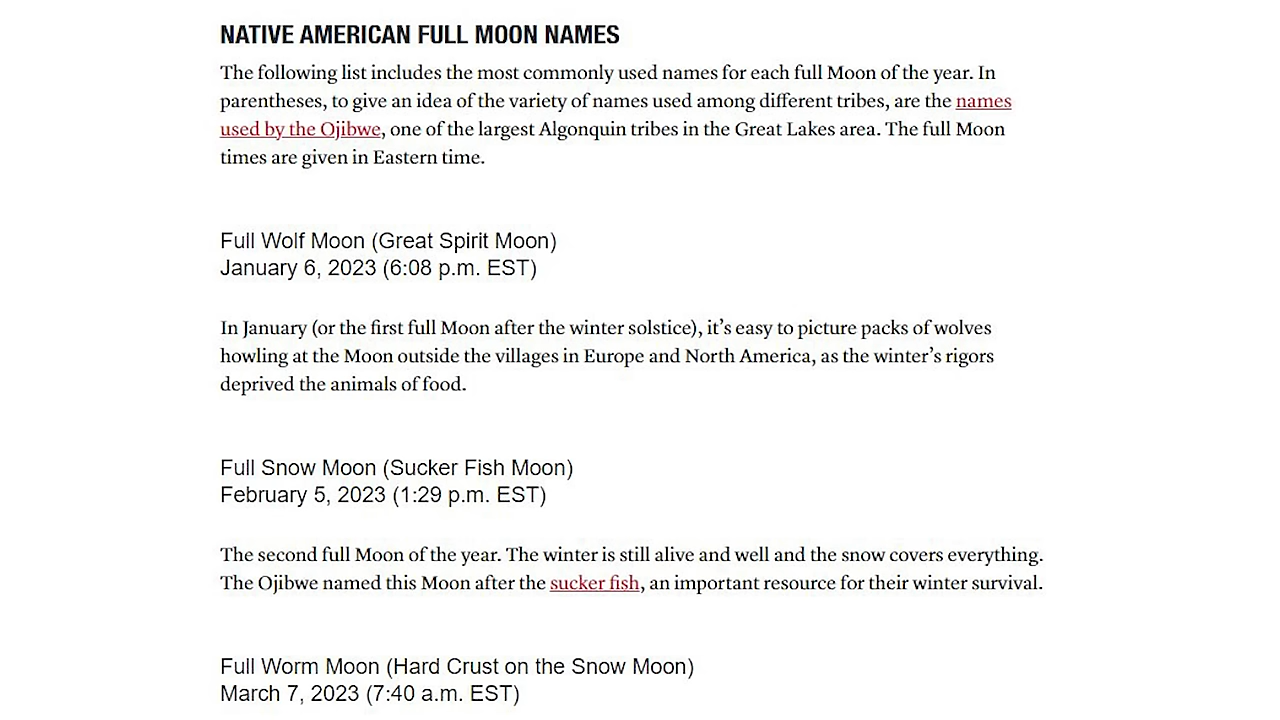 NATIVE AMERICAN FULL MOON NAMES
The following list includes the most commonly used names for each full Moon of the year. In
parentheses, to give an idea of the variety of names used among different tribes, are the names
used by the Ojibwe, one of the largest Algonquin tribes in the Great Lakes area. The full Moon
times are given in Eastern time.
Full Wolf Moon (Great Spirit Moon)
January 6, 2023 (6:08 p.m. EST)
In January (or the first full Moon after the winter solstice), it’s easy to picture packs of wolves
howling at the Moon outside the villages in Europe and North America, as the winter’s rigors
deprived the animals of food.
Full Snow Moon (Sucker Fish Moon)
February 5, 2023 (1:29 p.m. EST)
The second full Moon of the year. The winter is still alive and well and the snow covers everything.
The Ojibwe named this Moon after the sucker fish, an important resource for their winter survival.
Full Worm Moon (Hard Crust on the Snow Moon)
March 7, 2023 (7:40 a.m. EST)